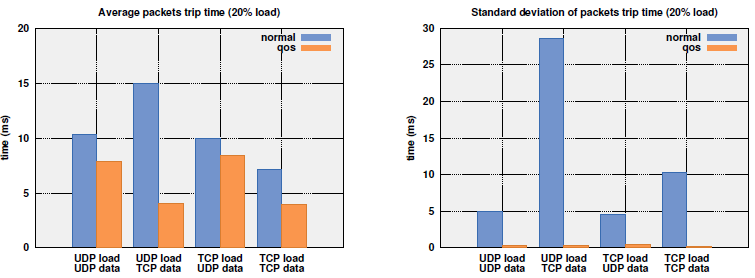 Average packets trip time (20% load)
20
15
10
5
0
time (ms)
normal
qos
UDP load UDP load TCP load TCP load
UDP data TCP data UDP data TCP data
Standard deviation of packets trip time (20% load)
30
25
20
15
10
5
0
time (ms)
normal
qos
UDP load UDP load TCP load TCP load
UDP data TCP data UDP data TCP data